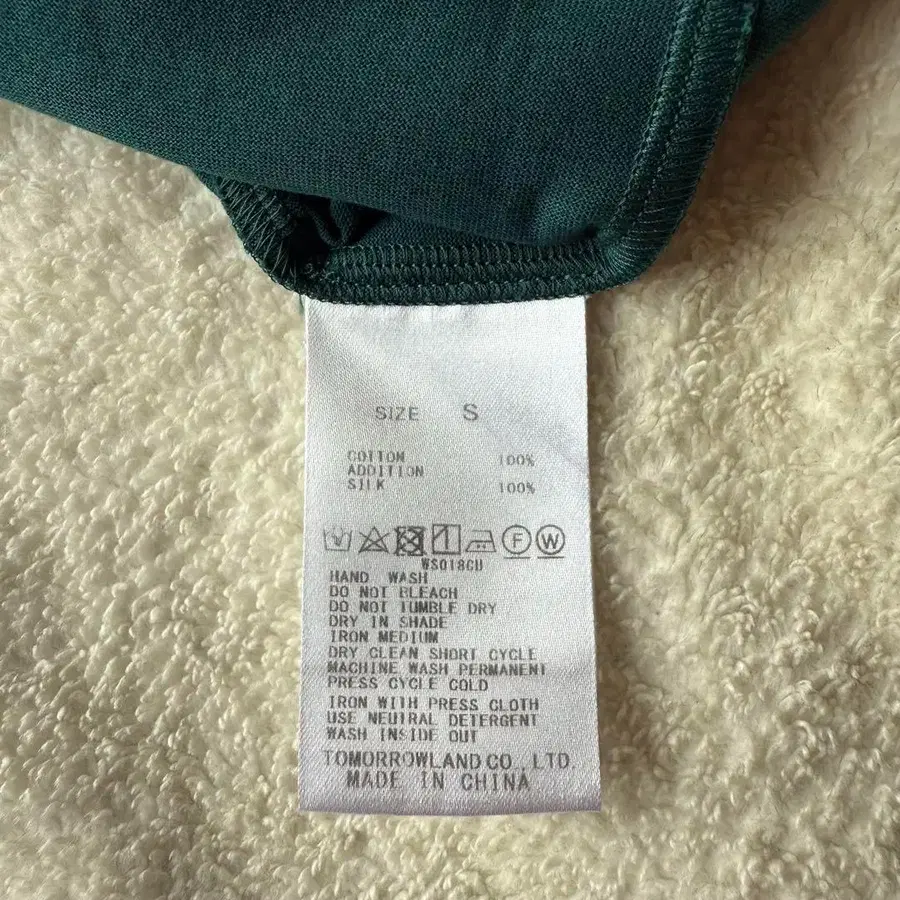 SIZE S
COTTON 100%
ADDITION
SILK 100%
F W
WS018CU
HAND WASH
DO NOT BLEACH
DO NOT TUMBLE DRY
DRY IN SHADE
IRON MEDIUM
DRY CLEAN SHORT CYCLE
MACHINE WASH PERMANENT
PRESS CYCLE COLD
IRON WITH PRESS CLOTH
USE NEUTRAL DETERGENT
WASH INSIDE OUT
TOMORROWLAND CO., LTD.
MADE IN CHINA